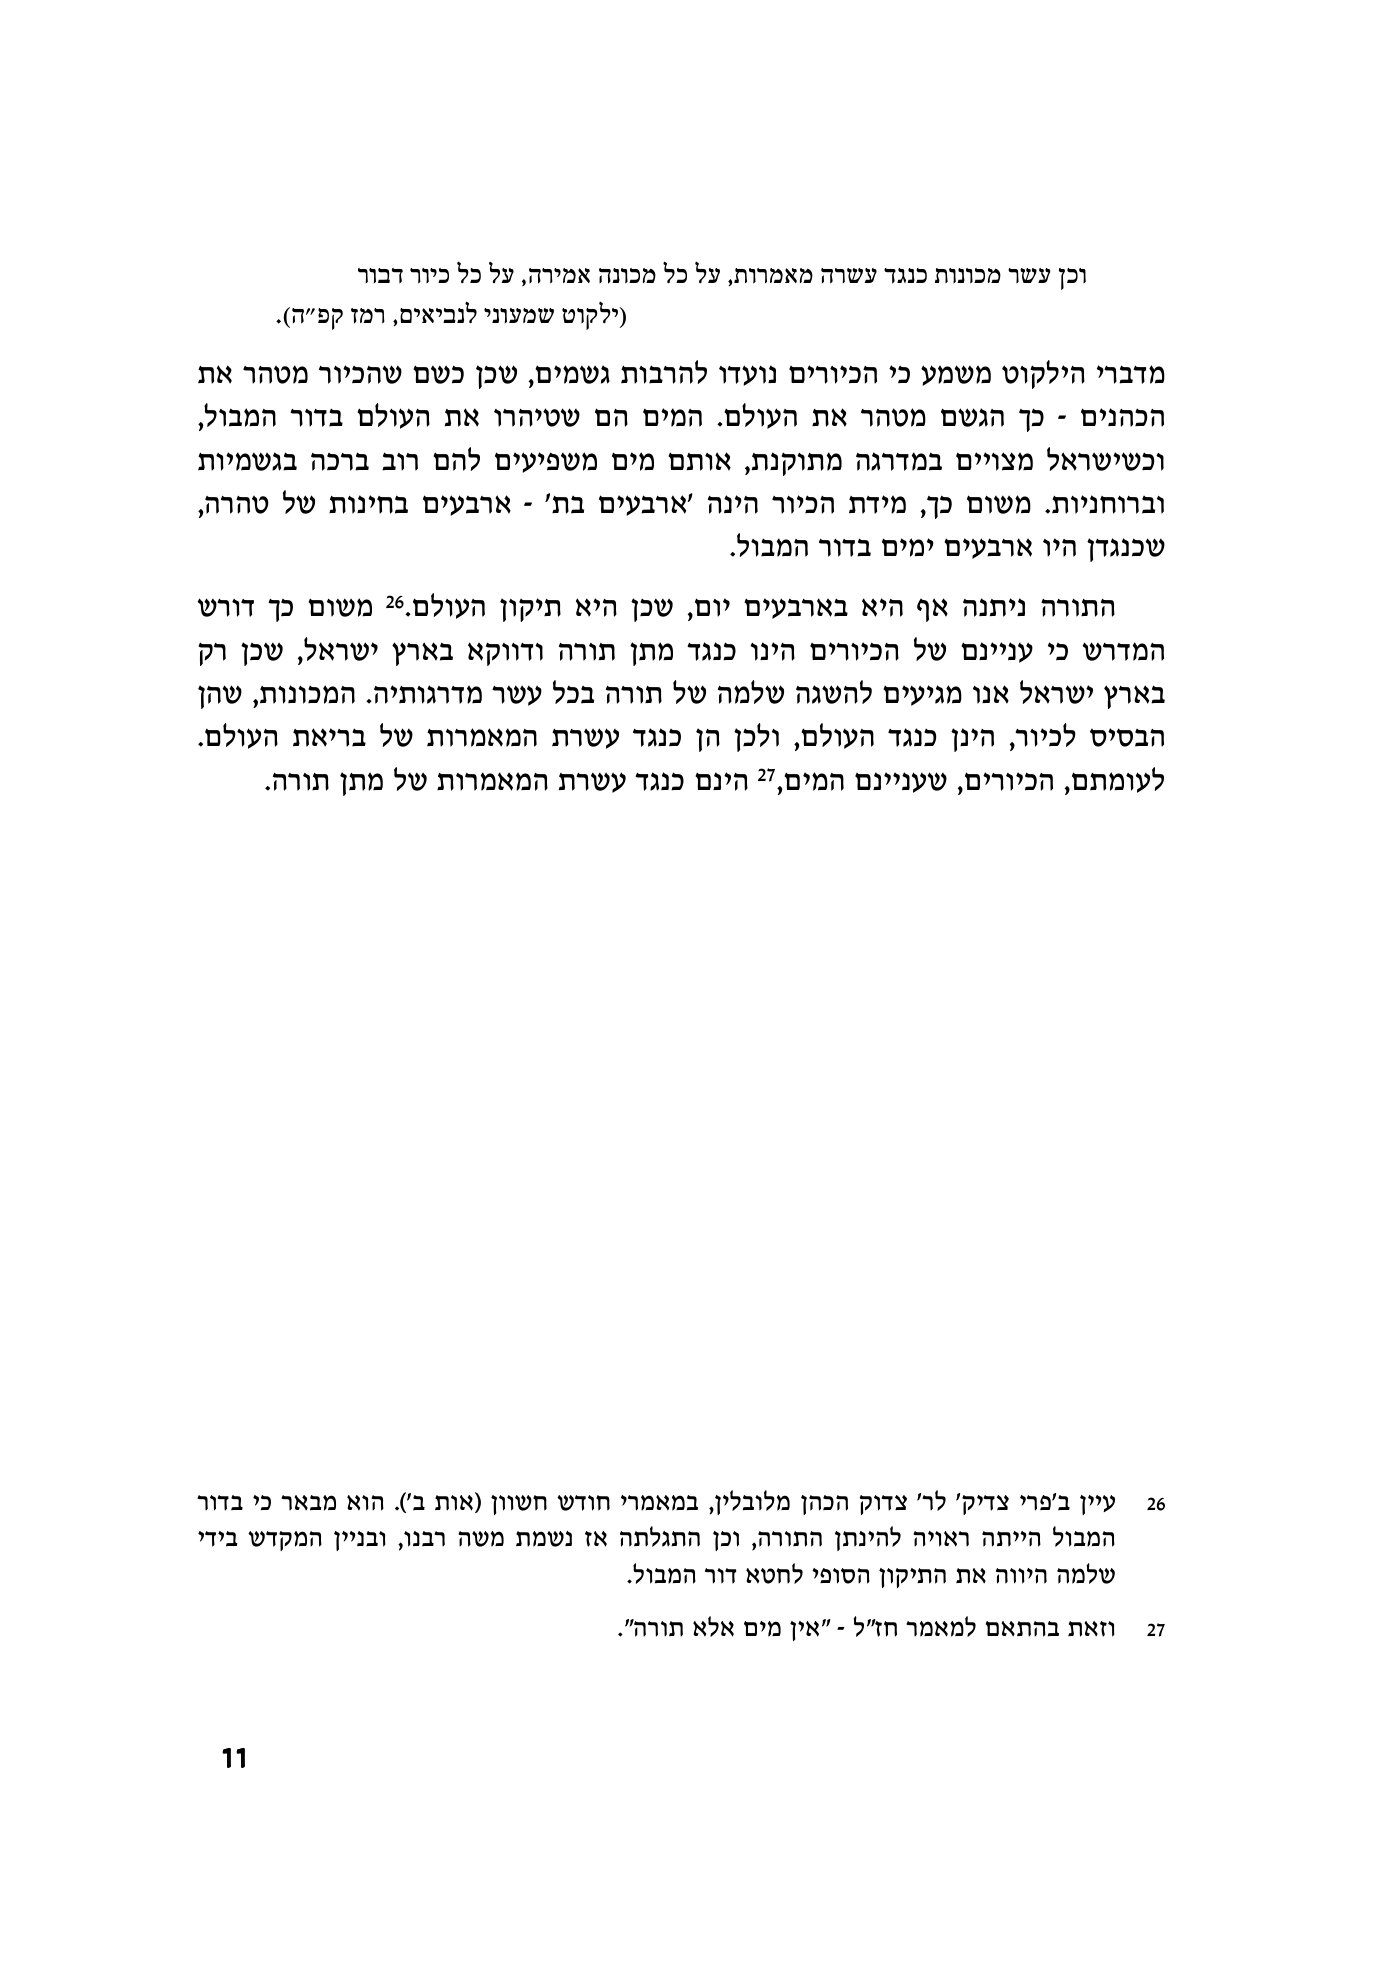 וכן עשר מכונות כנגד עשרה מאמרות, על כל מכונה אמירה, על כל כיור דבור
(ילקוט שמעוני לנביאים, רמז קפ״ה).
מדברי הילקוט משמע כי הכיורים נועדו להרבות גשמים, שכן כשם שהכיור מטהר את
הכהנים - כך הגשם מטהר את העולם. המים הם שטיהרו את העולם בדור המבול,
וכשישראל מצויים במדרגה מתוקנת, אותם מים משפיעים להם רוב ברכה בגשמיות
וברוחניות. משום כך, מידת הכיור הינה 'ארבעים בת' - ארבעים בחינות של טהרה,
שכנגדן היו ארבעים ימים בדור המבול.
התורה ניתנה אף היא בארבעים יום, שכן היא תיקון העולם.26 משום כך דורש
המדרש כי עניינם של הכיורים הינו כנגד מתן תורה ודווקא בארץ ישראל, שכן רק
בארץ ישראל אנו מגיעים להשגה שלמה של תורה בכל עשר מדרגותיה. המכונות, שהן
הבסיס לכיור, הינן כנגד העולם, ולכן הן כנגד עשרת המאמרות של בריאת העולם.
לעומתם, הכיורים, שעניינם המים,27 הינם כנגד עשרת המאמרות של מתן תורה.
26 עיין ב'פרי צדיק' לר' צדוק הכהן מלובלין, במאמרי חודש חשוון (אות ב'). הוא מבאר כי בדור
המבול הייתה ראויה להינתן התורה, וכן התגלתה אז נשמת משה רבנו, ובניין המקדש בידי
שלמה היווה את התיקון הסופי לחטא דור המבול.
27 וזאת בהתאם למאמר חז"ל - "אין מים אלא תורה".
11